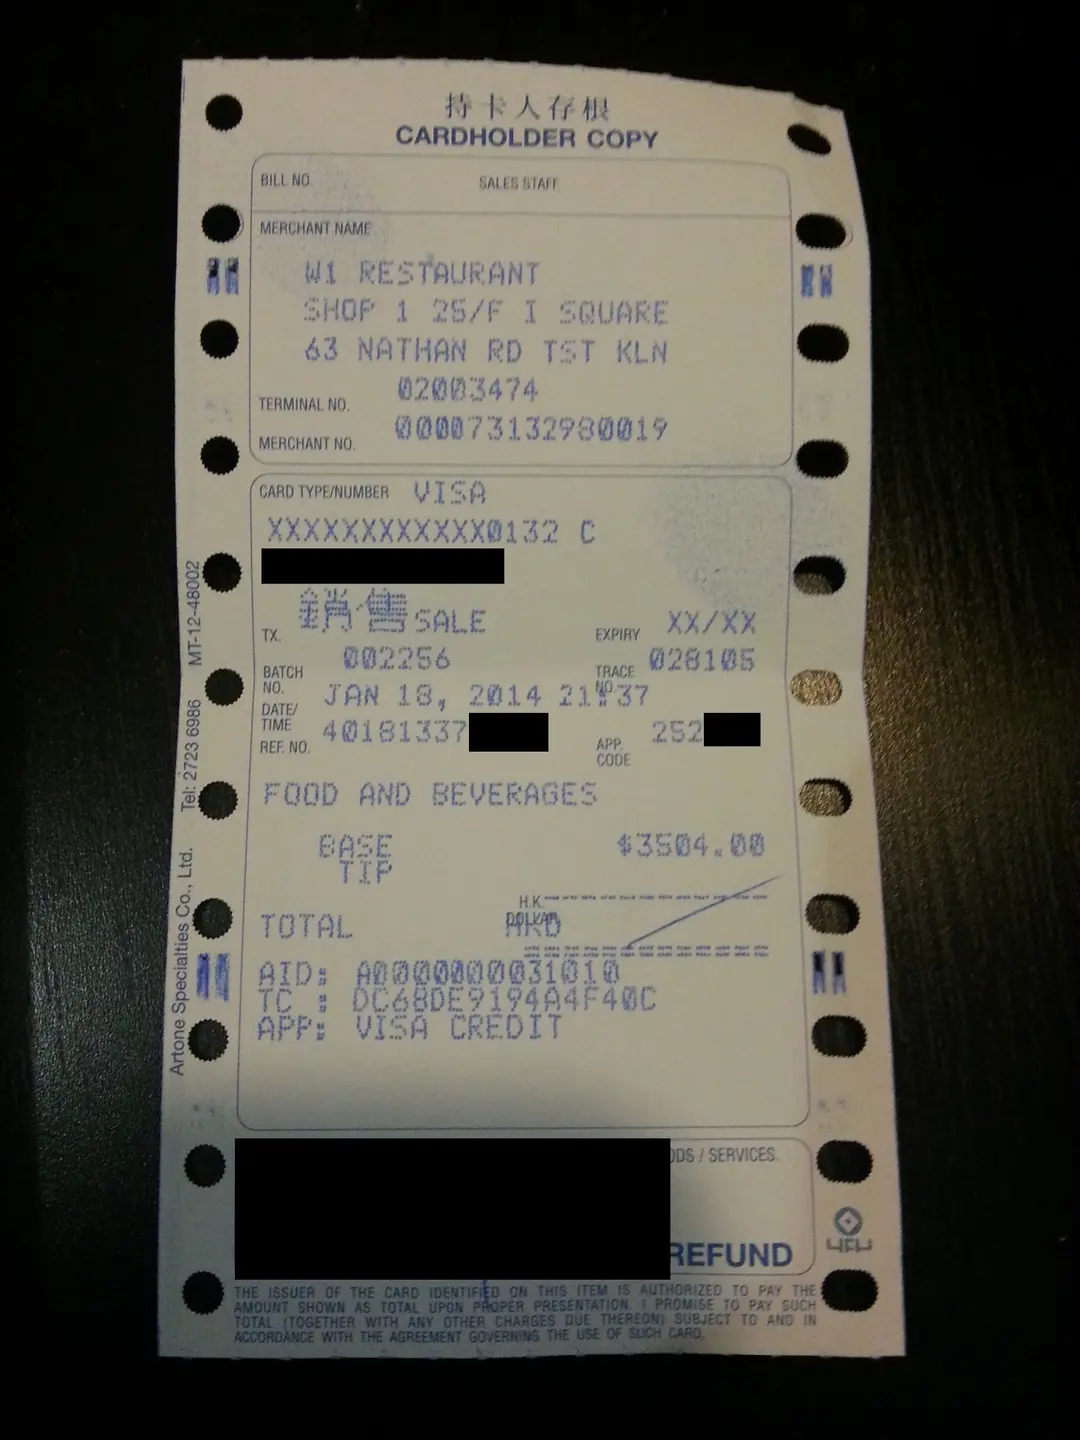 持卡人存根
CARDHOLDER COPY
BILL NO. SALES STAFF
MERCHANT NAME
W1 RESTAURANT
SHOP 1 25/F I SQUARE
63 NATHAN RD TST KLN
TERMINAL NO. 02003474
MERCHANT NO. 000073132980019
CARD TYPE/NUMBER VISA
XXXXXXXXXXXX0132 C
TX. 銷售 SALE EXPIRY XX/XX
BATCH NO. 002256 TRACE NO. 028105
DATE/TIME JAN 18, 2014 21:37
REF. NO. 40181337 APP. CODE 252
FOOD AND BEVERAGES
BASE $3504.00
TIP
H.K. DOLLAR
TOTAL HKD
AID: A0000000031010
TC : DC68DE9194A4F40C
APP: VISA CREDIT
ODS / SERVICES.
REFUND
THE ISSUER OF THE CARD IDENTIFIED ON THIS ITEM IS AUTHORIZED TO PAY THE
AMOUNT SHOWN AS TOTAL UPON PROPER PRESENTATION. I PROMISE TO PAY SUCH
TOTAL (TOGETHER WITH ANY OTHER CHARGES DUE THEREON) SUBJECT TO AND IN
ACCORDANCE WITH THE AGREEMENT GOVERNING THE USE OF SUCH CARD.
Artone Specialties Co., Ltd. Tel: 2723 6986 MT-12-48002